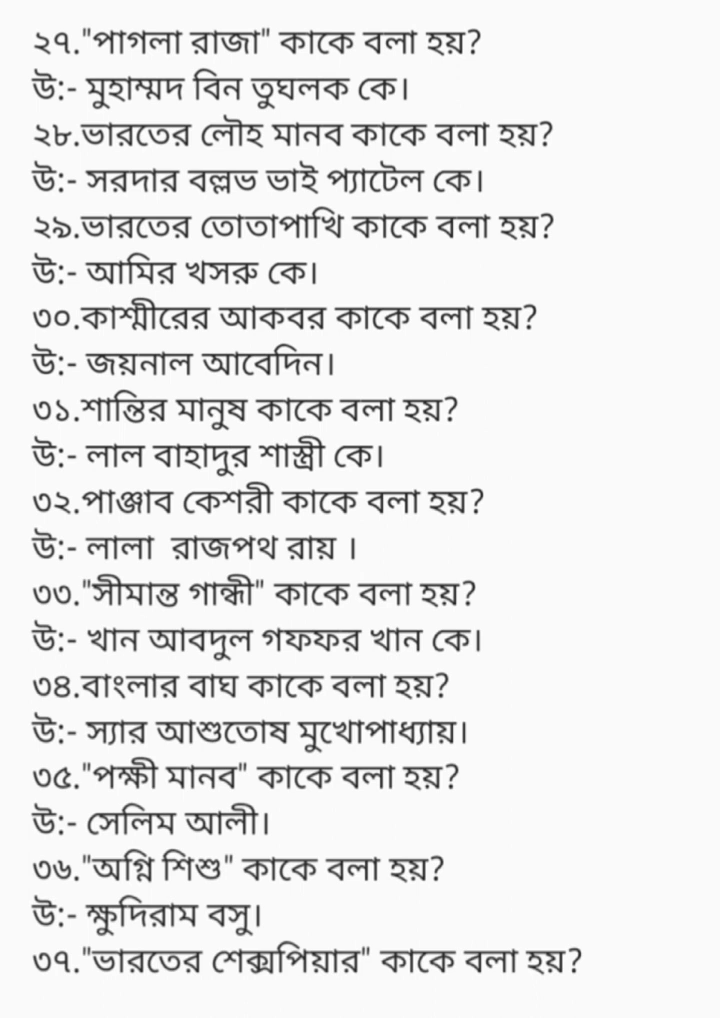 ২৭."পাগলা রাজা" কাকে বলা হয়?
উ:- মুহাম্মদ বিন তুঘলক কে।
২৮.ভারতের লৌহ মানব কাকে বলা হয়?
উ:- সরদার বল্লভ ভাই প্যাটেল কে।
২৯.ভারতের তোতাপাখি কাকে বলা হয়?
উ:- আমির খসরু কে।
৩০.কাশ্মীরের আকবর কাকে বলা হয়?
উ:- জয়নাল আবেদিন।
৩১.শান্তির মানুষ কাকে বলা হয়?
উ:- লাল বাহাদুর শাস্ত্রী কে।
৩২.পাঞ্জাব কেশরী কাকে বলা হয়?
উ:- লালা রাজপথ রায় ।
৩৩."সীমান্ত গান্ধী" কাকে বলা হয়?
উ:- খান আবদুল গফফর খান কে।
৩৪.বাংলার বাঘ কাকে বলা হয়?
উ:- স্যার আশুতোষ মুখোপাধ্যায়।
৩৫."পক্ষী মানব" কাকে বলা হয়?
উ:- সেলিম আলী।
৩৬."অগ্নি শিশু" কাকে বলা হয়?
উ:- ক্ষুদিরাম বসু।
৩৭."ভারতের শেক্সপিয়ার" কাকে বলা হয়?